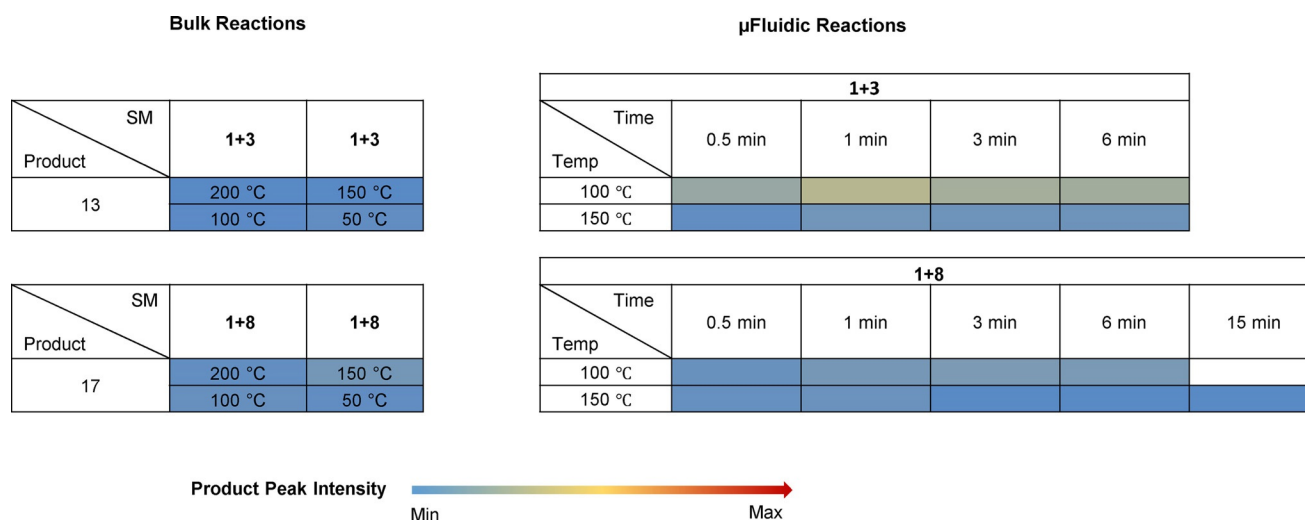 Bulk Reactions
µFluidic Reactions
SM
Product
1+3
1+3
13
200 °C
150 °C
100 °C
50 °C
1+3
Time
Temp
0.5 min
1 min
3 min
6 min
100 ℃
150 ℃
SM
Product
1+8
1+8
17
200 °C
150 °C
100 °C
50 °C
1+8
Time
Temp
0.5 min
1 min
3 min
6 min
15 min
100 ℃
150 ℃
Product Peak Intensity
Min
Max